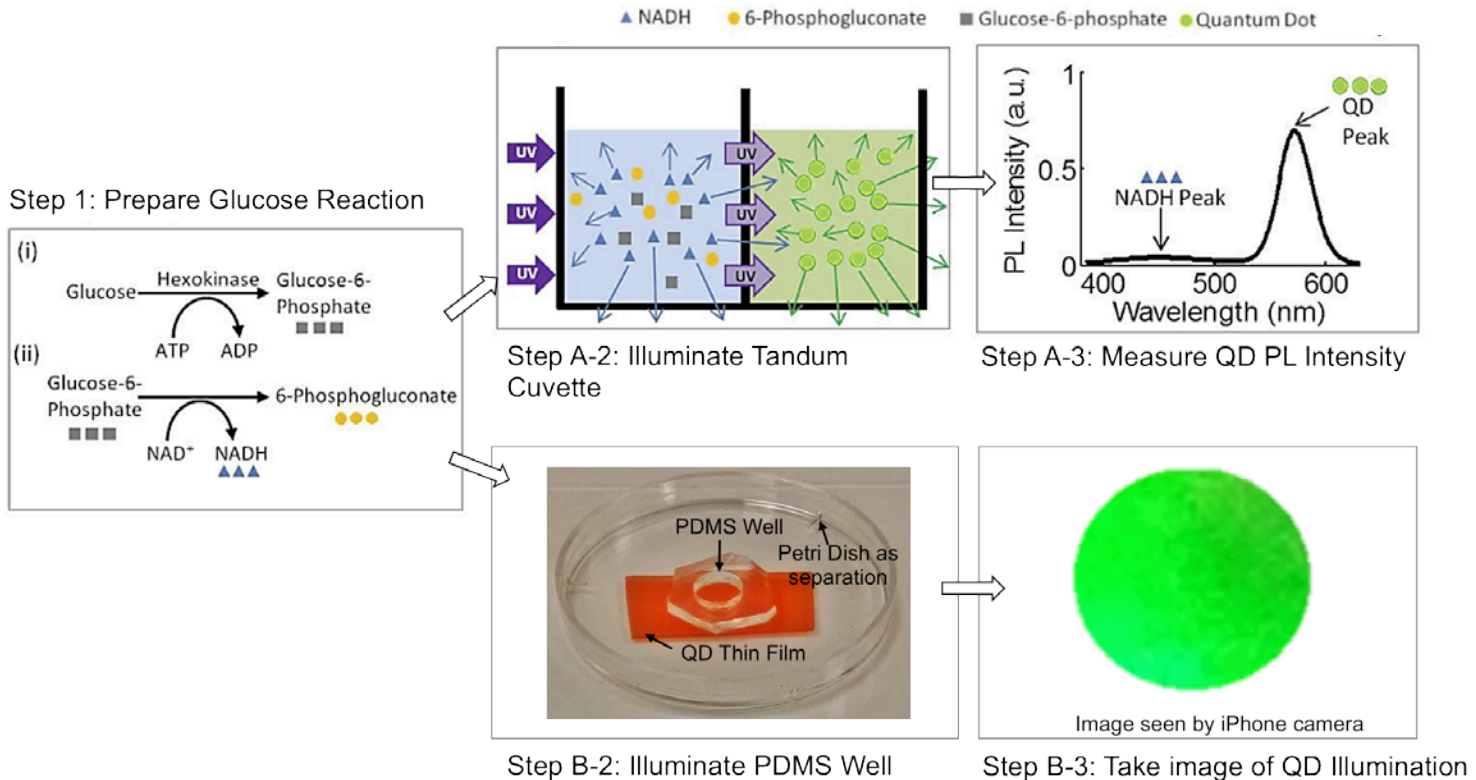 NADH
6-Phosphogluconate
Glucose-6-phosphate
Quantum Dot
Step 1: Prepare Glucose Reaction
(i)
Glucose
Hexokinase
Glucose-6-
Phosphate
ATP
ADP
(ii)
Glucose-6-
Phosphate
6-Phosphogluconate
NAD+
NADH
UV
UV
UV
UV
UV
UV
Step A-2: Illuminate Tandum
Cuvette
PL Intensity (a.u.)
1
0.5
0
NADH Peak
QD
Peak
400
500
600
Wavelength (nm)
Step A-3: Measure QD PL Intensity
PDMS Well
Petri Dish as
separation
QD Thin Film
Step B-2: Illuminate PDMS Well
Image seen by iPhone camera
Step B-3: Take image of QD Illumination